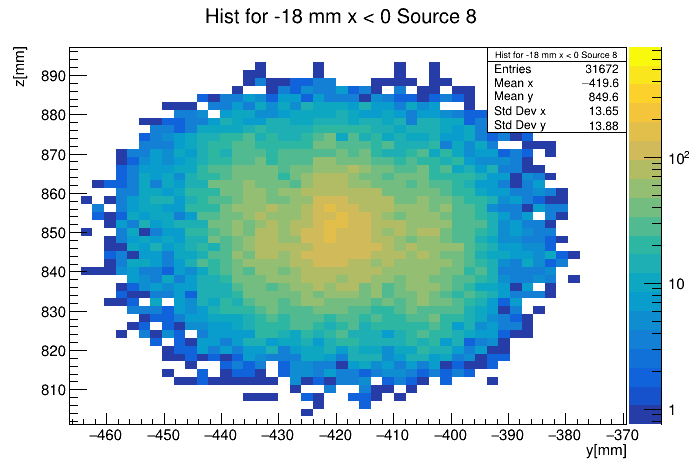 Hist for -18 mm x < 0 Source 8
z[mm]
Hist for -18 mm x < 0 Source 8
Entries 31672
Mean x −419.6
Mean y 849.6
Std Dev x 13.65
Std Dev y 13.88
890
880
870
860
850
840
830
820
810
10²
10
1
−460 −450 −440 −430 −420 −410 −400 −390 −380 −370
y[mm]